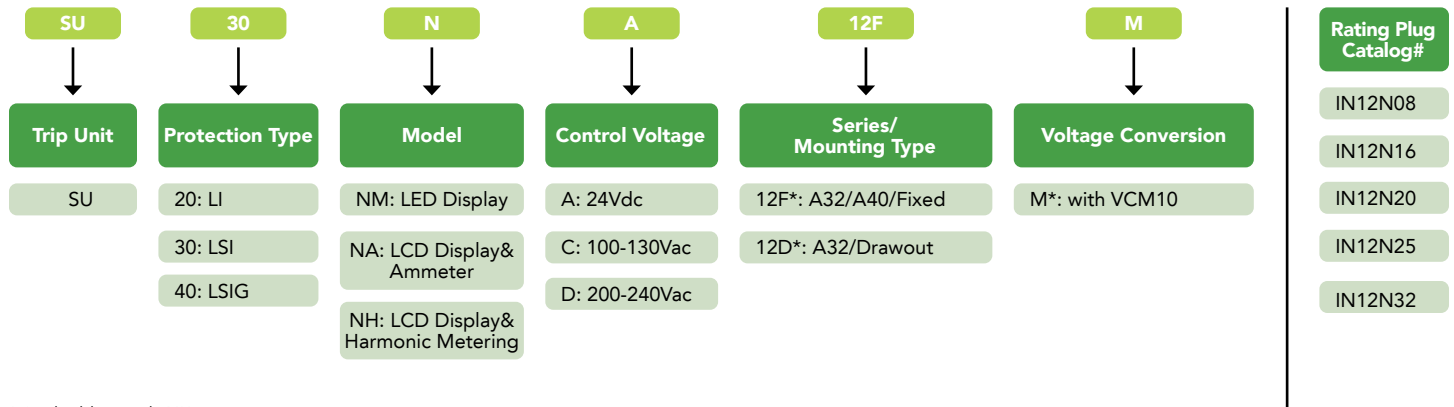 SU 30 N A 12F M
Rating Plug
Catalog#
Trip Unit
Protection Type
Model
Control Voltage
Series/
Mounting Type
Voltage Conversion
SU
20: LI
30: LSI
40: LSIG
NM: LED Display
NA: LCD Display&
Ammeter
NH: LCD Display&
Harmonic Metering
A: 24Vdc
C: 100-130Vac
D: 200-240Vac
12F*: A32/A40/Fixed
12D*: A32/Drawout
M*: with VCM10
IN12N08
IN12N16
IN12N20
IN12N25
IN12N32